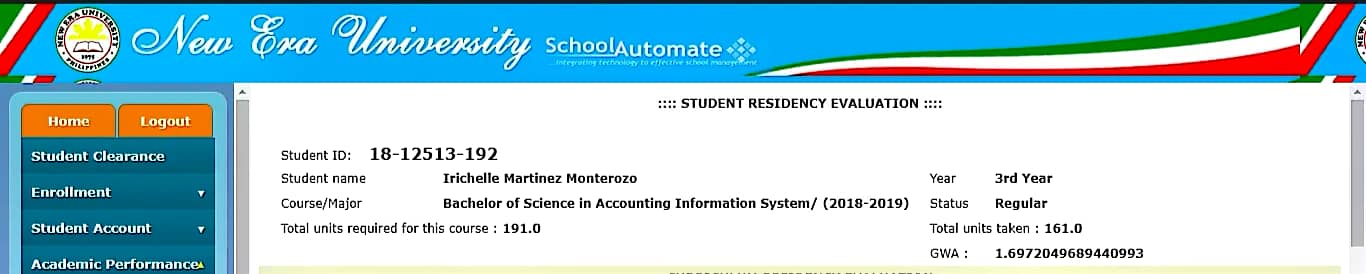 NEW ERA UNIVERSITY
1975
PHILIPPINES
New Era University SchoolAutomate
...Integrating technology to effective school management
Home Logout
Student Clearance
Enrollment
Student Account
Academic Performance
:::: STUDENT RESIDENCY EVALUATION ::::
Student ID: 18-12513-192
Student name Irichelle Martinez Monterozo Year 3rd Year
Course/Major Bachelor of Science in Accounting Information System/ (2018-2019) Status Regular
Total units required for this course : 191.0 Total units taken : 161.0
GWA : 1.6972049689440993